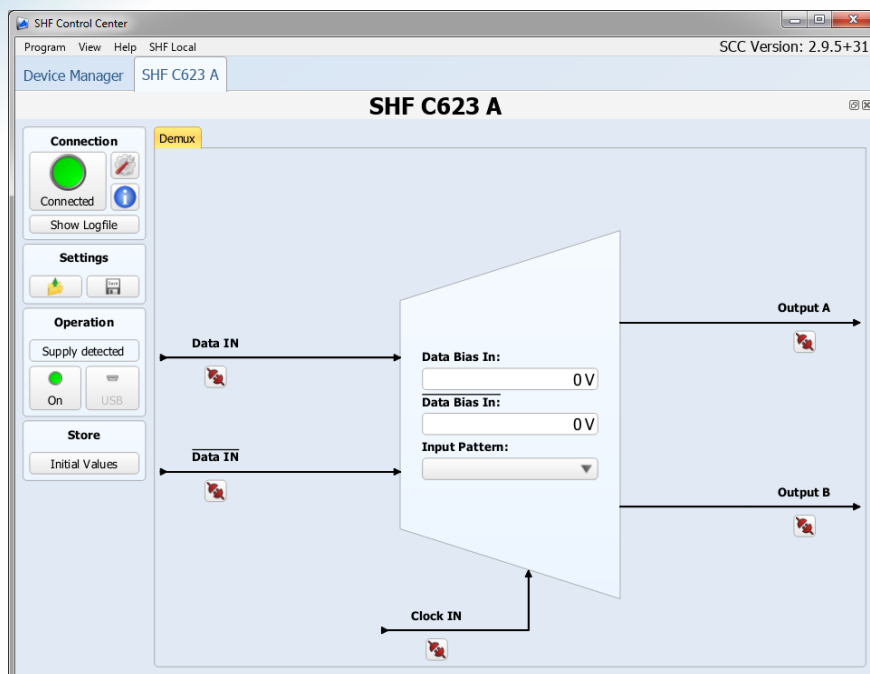 SHF Control Center
Program View Help SHF Local
SCC Version: 2.9.5+31
Device Manager
SHF C623 A
SHF C623 A
Connection
Connected
Show Logfile
Settings
Save
Operation
Supply detected
On
USB
Store
Initial Values
Demux
Data IN
Data IN
Data Bias In:
0 V
Data Bias In:
0 V
Input Pattern:
Output A
Output B
Clock IN